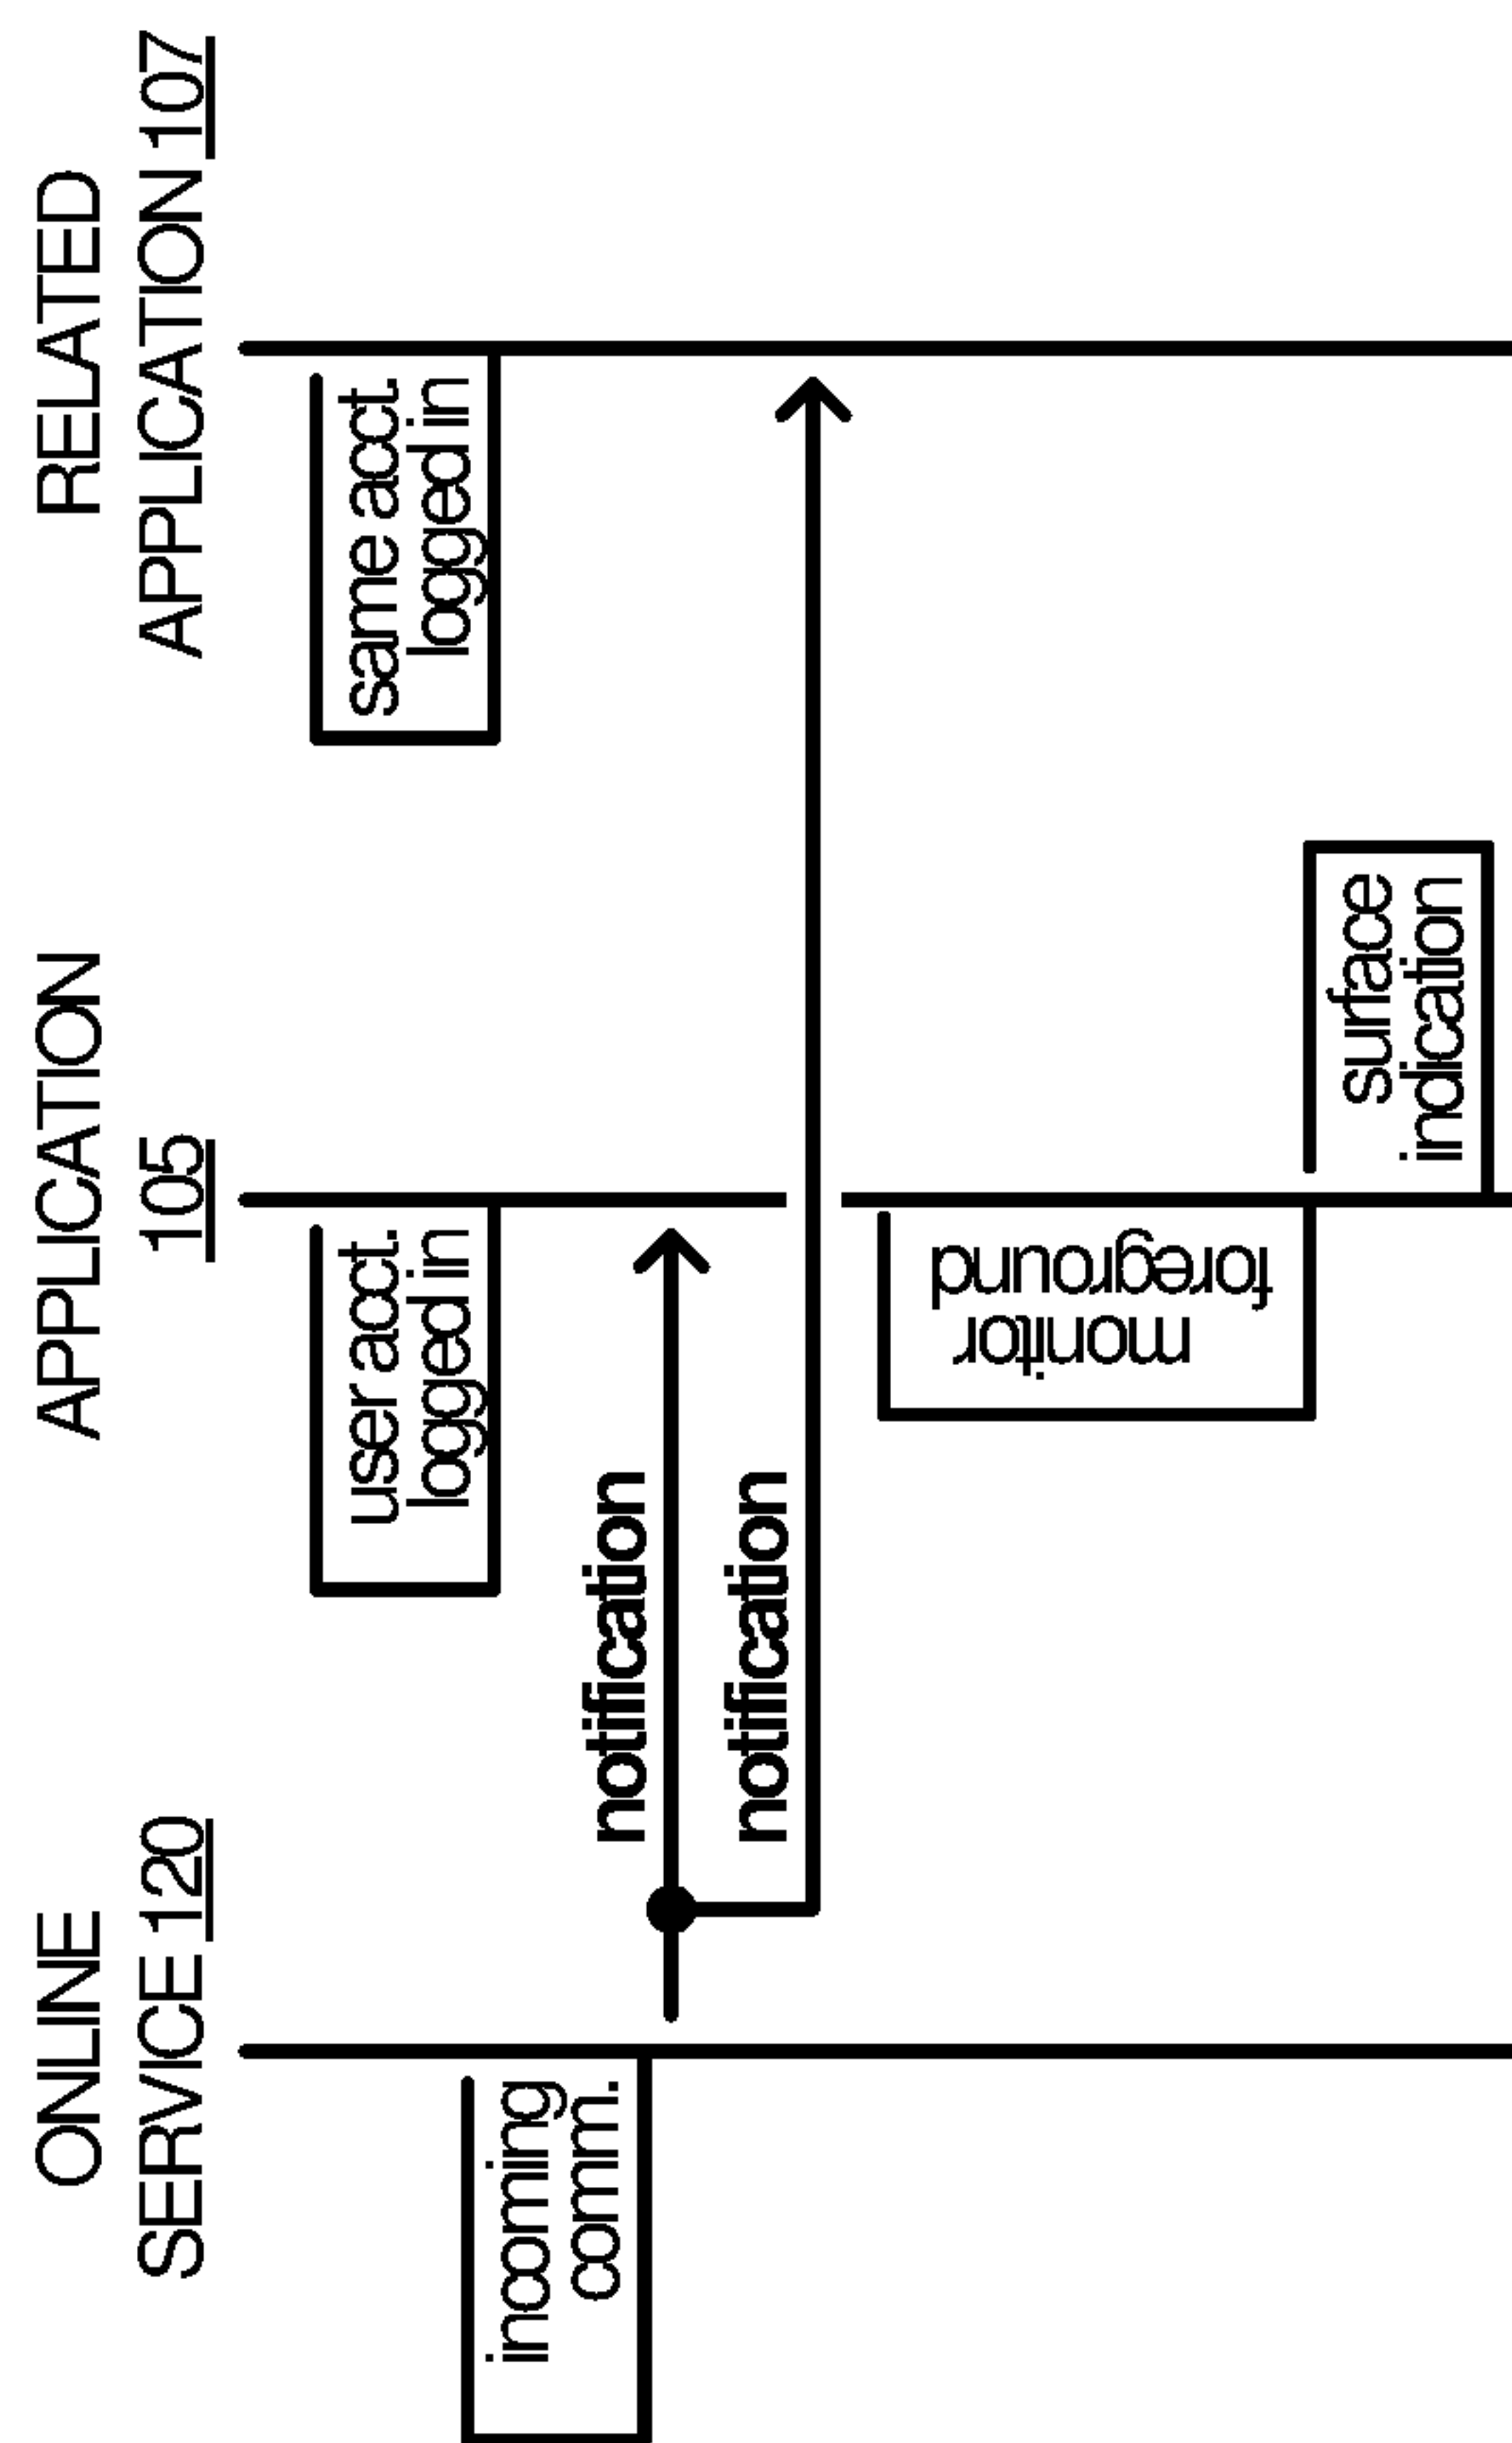 ONLINE
SERVICE 120
APPLICATION
105
RELATED
APPLICATION 107
user acct.
logged in
same acct.
logged in
incoming
comm.
notification
notification
monitor
foreground
surface
indication